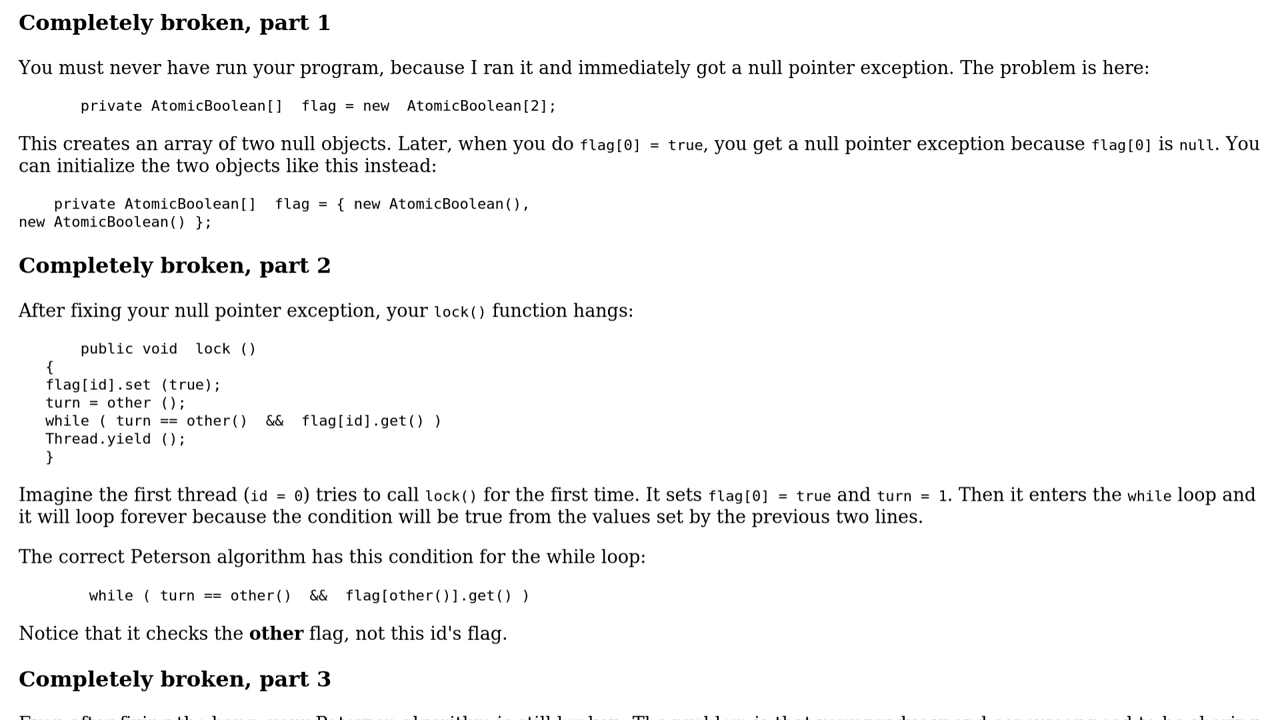 Completely broken, part 1
You must never have run your program, because I ran it and immediately got a null pointer exception. The problem is here:
private AtomicBoolean[]  flag = new  AtomicBoolean[2];
This creates an array of two null objects. Later, when you do flag[0] = true, you get a null pointer exception because flag[0] is null. You
can initialize the two objects like this instead:
private AtomicBoolean[]  flag = { new AtomicBoolean(),
new AtomicBoolean() };
Completely broken, part 2
After fixing your null pointer exception, your lock() function hangs:
public void  lock ()
{
flag[id].set (true);
turn = other ();
while ( turn == other()  &&  flag[id].get() )
Thread.yield ();
}
Imagine the first thread (id = 0) tries to call lock() for the first time. It sets flag[0] = true and turn = 1. Then it enters the while loop and
it will loop forever because the condition will be true from the values set by the previous two lines.
The correct Peterson algorithm has this condition for the while loop:
while ( turn == other()  &&  flag[other()].get() )
Notice that it checks the other flag, not this id's flag.
Completely broken, part 3